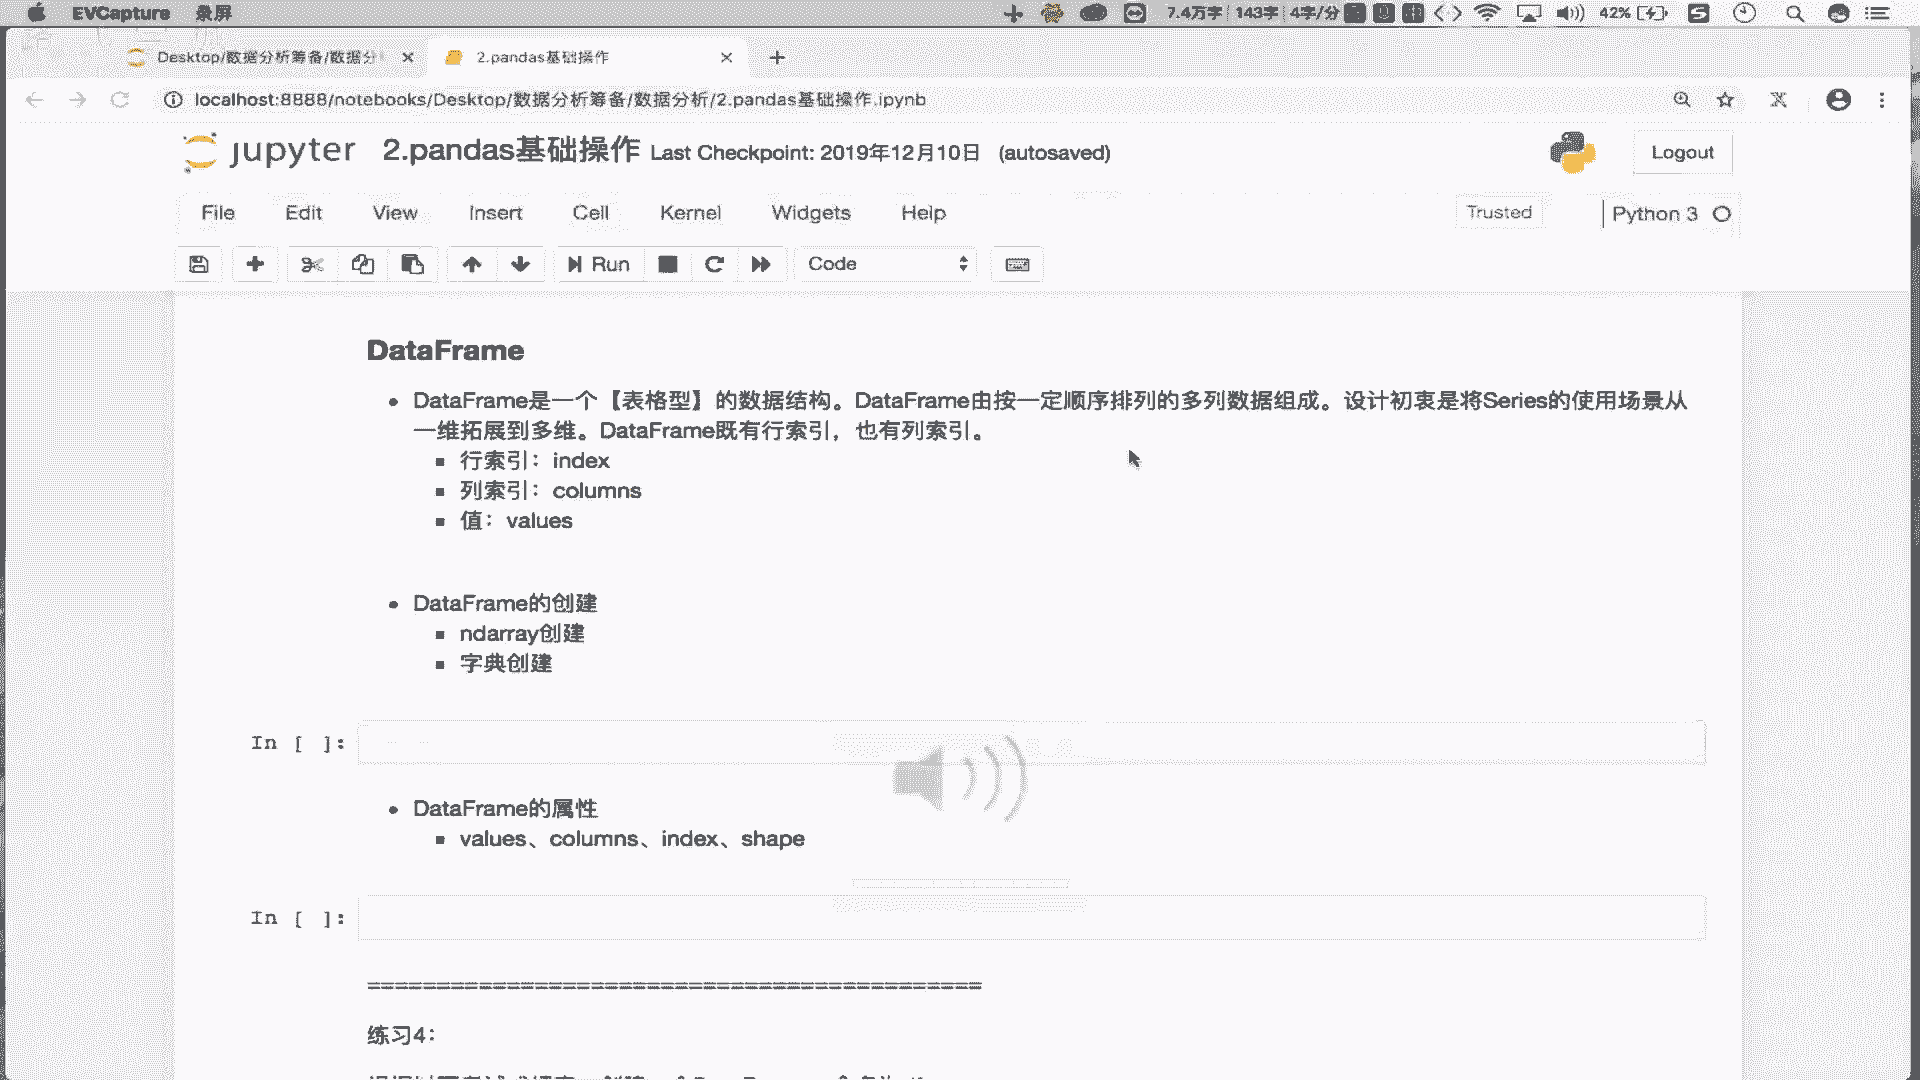 EVCapture 录屏 7.4万字 143字 4字/分 42%
Desktop/数据分析筹备/数据分 2.pandas基础操作
localhost:8888/notebooks/Desktop/数据分析筹备/数据分析/2.pandas基础操作.ipynb
jupyter 2.pandas基础操作 Last Checkpoint: 2019年12月10日 (autosaved) Logout
File Edit View Insert Cell Kernel Widgets Help Trusted Python 3
Run Code
DataFrame
DataFrame是一个【表格型】的数据结构。DataFrame由按一定顺序排列的多列数据组成。设计初衷是将Series的使用场景从
一维拓展到多维。DataFrame既有行索引，也有列索引。
行索引：index
列索引：columns
值：values
DataFrame的创建
ndarray创建
字典创建
In [ ]:
DataFrame的属性
values、columns、index、shape
In [ ]:
============================================
练习4：